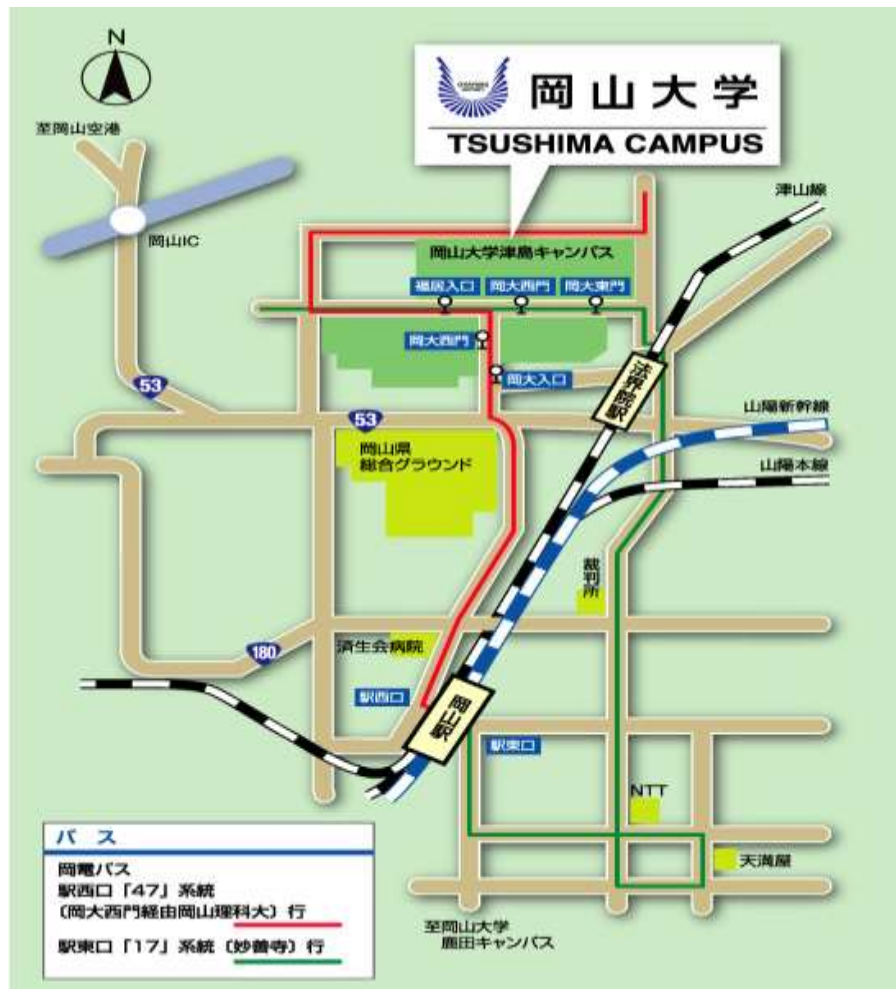 N
岡山大学
TSUSHIMA CAMPUS
至岡山空港
津山線
岡山IC
岡山大学津島キャンパス
福居入口
岡大西門
岡大東門
岡大西門
岡大入口
法界院駅
53
山陽新幹線
53
岡山県
総合グラウンド
山陽本線
裁判所
済生会病院
180
駅西口
岡山駅
駅東口
NTT
天満屋
至岡山大学
鹿田キャンパス
バス
岡電バス
駅西口「47」系統
〔岡大西門経由岡山理科大〕行
駅東口「17」系統〔妙善寺〕行